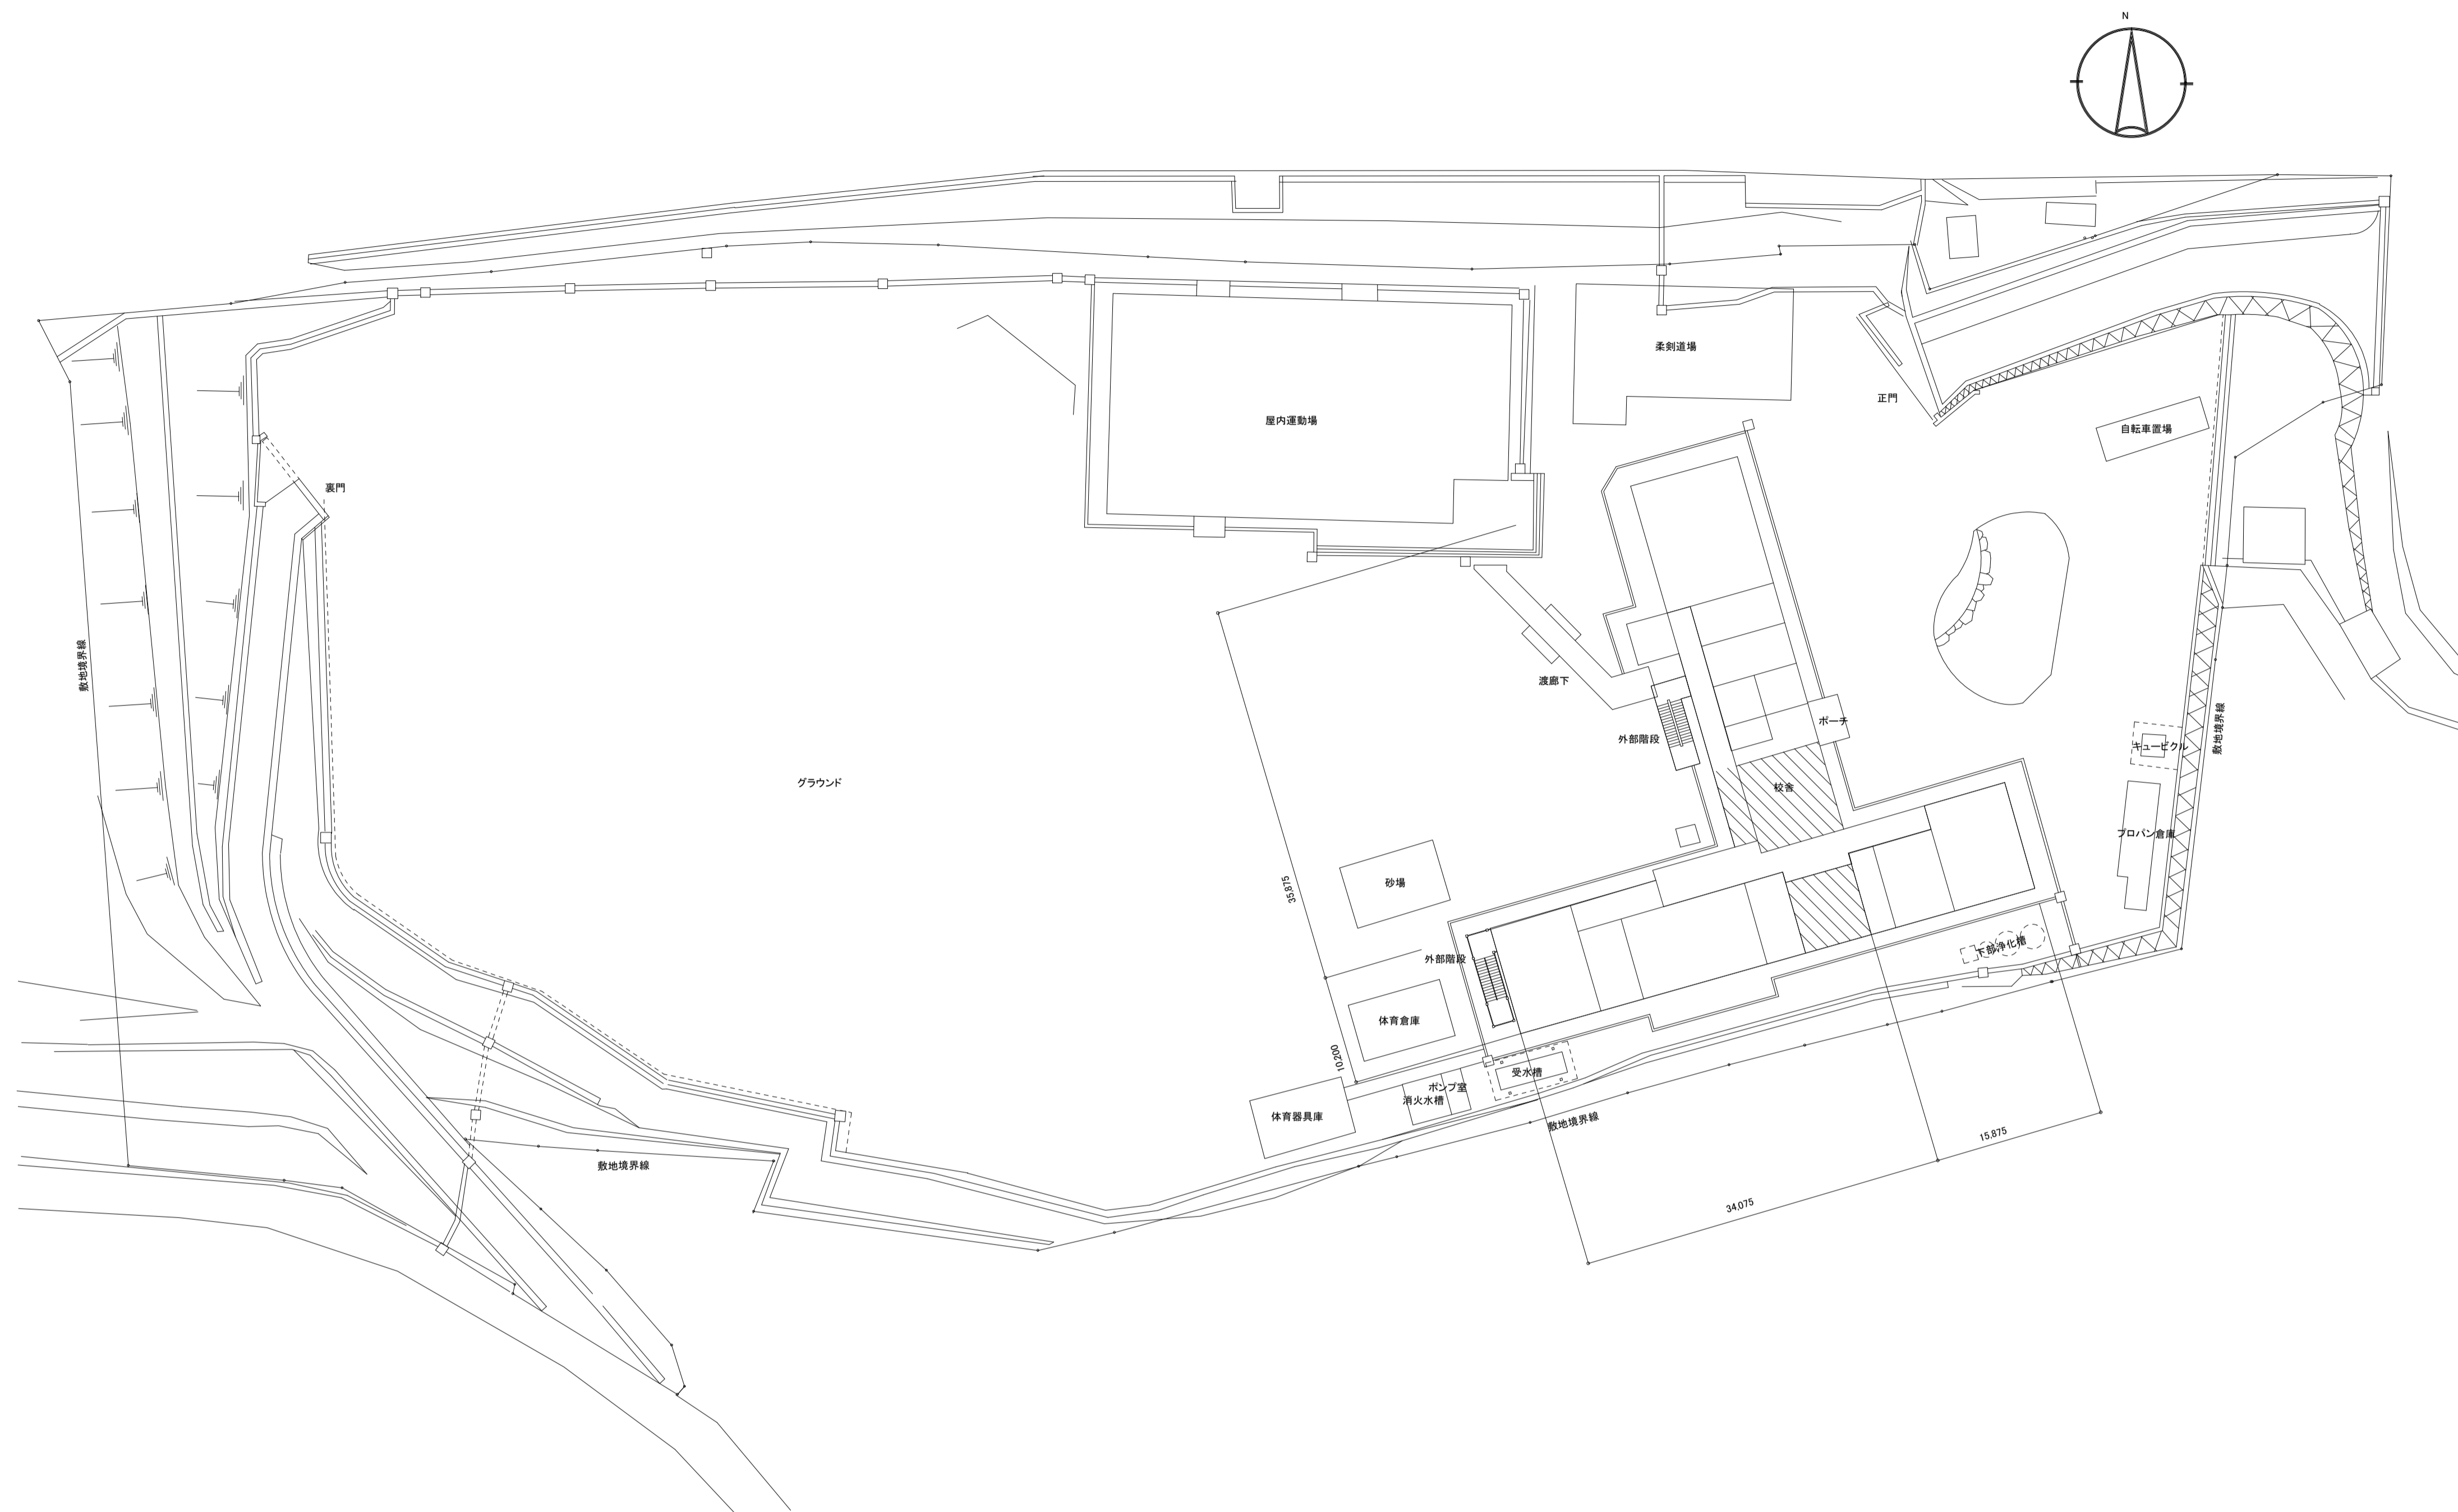 N
柔剣道場
正門
屋内運動場
自転車置場
裏門
敷地境界線
渡廊下
ポーチ
外部階段
敷地境界線
キュービクル
グラウンド
校舎
プロパン倉庫
砂場
35,875
下部浄化槽
外部階段
体育倉庫
10,200
受水槽
ポンプ室
消火水槽
体育器具庫
敷地境界線
15,875
敷地境界線
34,075